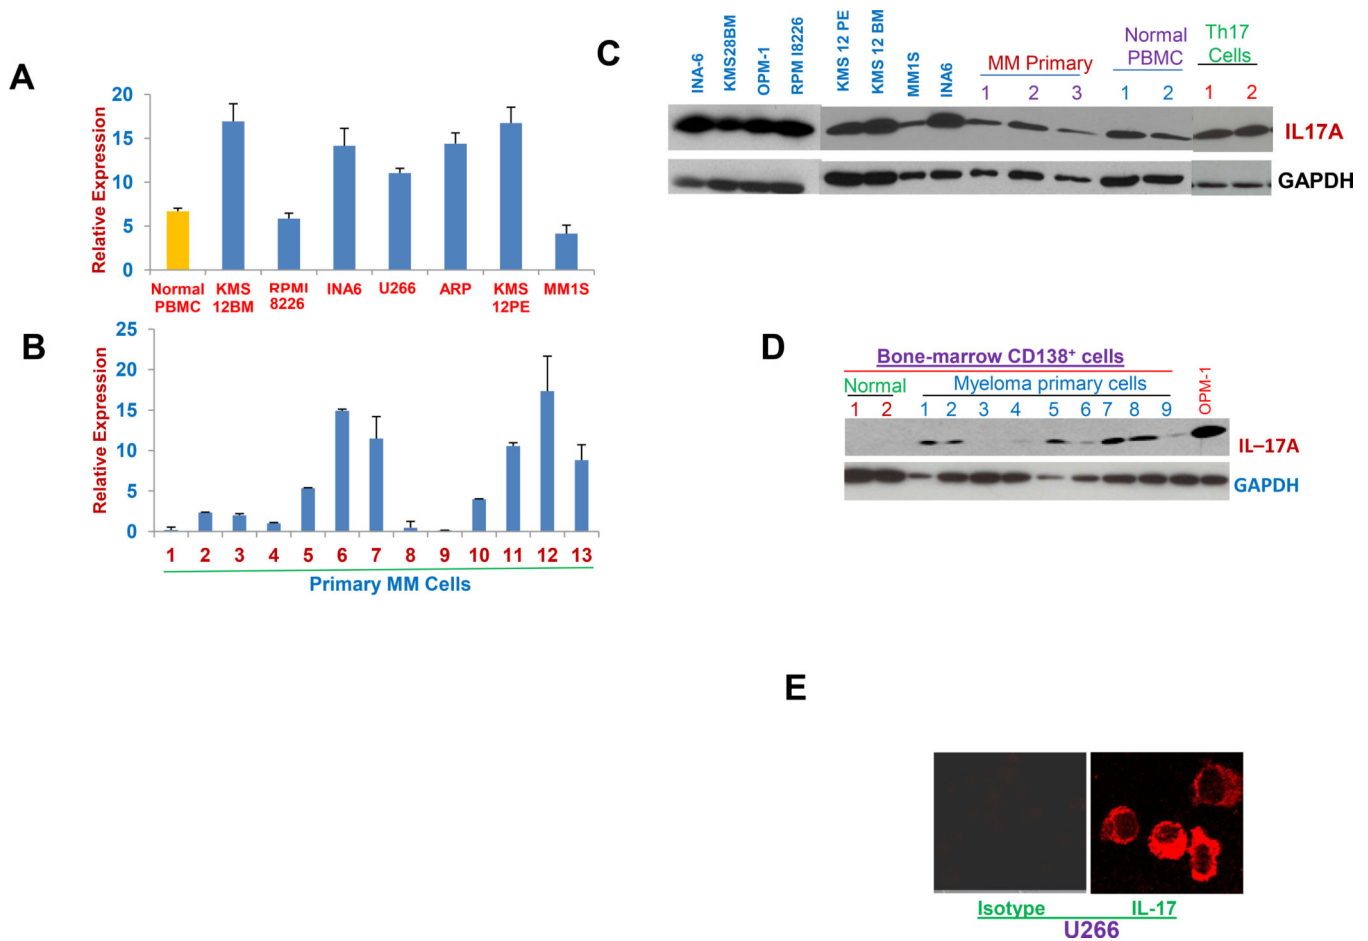 A
Relative Expression
20
15
10
5
0
Normal PBMC
KMS 12BM
RPMI 8226
INA6
U266
ARP
KMS 12PE
MM1S
B
Relative Expression
25
20
15
10
5
0
1 2 3 4 5 6 7 8 9 10 11 12 13
Primary MM Cells
C
INA-6
KMS28BM
OPM-1
RPM I8226
KMS 12 PE
KMS 12 BM
MM1S
INA6
MM Primary
1 2 3
Normal
PBMC
1 2
Th17
Cells
1 2
IL17A
GAPDH
D
Bone-marrow CD138⁺ cells
Normal
1 2
Myeloma primary cells
1 2 3 4 5 6 7 8 9
OPM-1
IL–17A
GAPDH
E
Isotype IL-17
U266